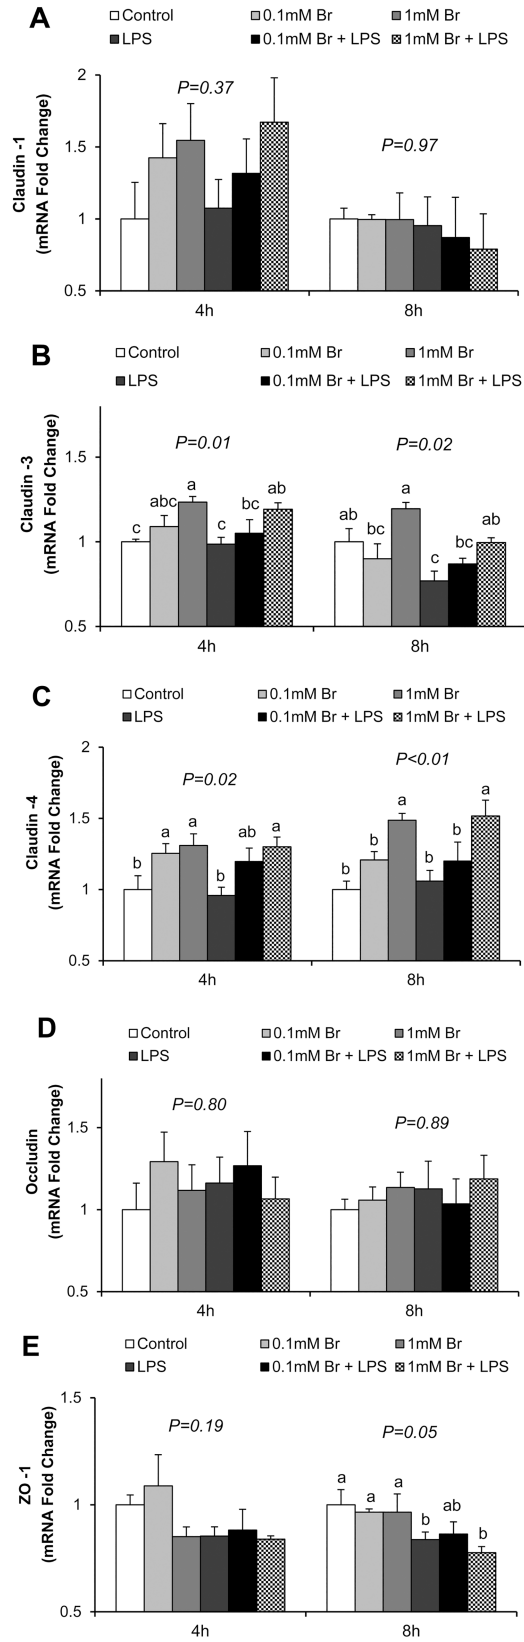 A
Control 0.1mM Br 1mM Br
LPS 0.1mM Br + LPS 1mM Br + LPS
Claudin -1
(mRNA Fold Change)
2
P=0.37
1.5
P=0.97
1
0.5
4h 8h
B
Control 0.1mM Br 1mM Br
LPS 0.1mM Br + LPS 1mM Br + LPS
Claudin -3
(mRNA Fold Change)
P=0.01 P=0.02
1.5
c abc a c bc ab ab bc a c bc ab
1
0.5
4h 8h
C
Control 0.1mM Br 1mM Br
LPS 0.1mM Br + LPS 1mM Br + LPS
Claudin -4
(mRNA Fold Change)
2
P=0.02 P<0.01
1.5
b a a b ab a b b a b b a
1
0.5
4h 8h
D
Control 0.1mM Br 1mM Br
LPS 0.1mM Br + LPS 1mM Br + LPS
Occludin
(mRNA Fold Change)
P=0.80 P=0.89
1.5
1
0.5
4h 8h
E
Control 0.1mM Br 1mM Br
LPS 0.1mM Br + LPS 1mM Br + LPS
ZO -1
(mRNA Fold Change)
1.5
P=0.19 P=0.05
a a a b ab b
1
0.5
4h 8h